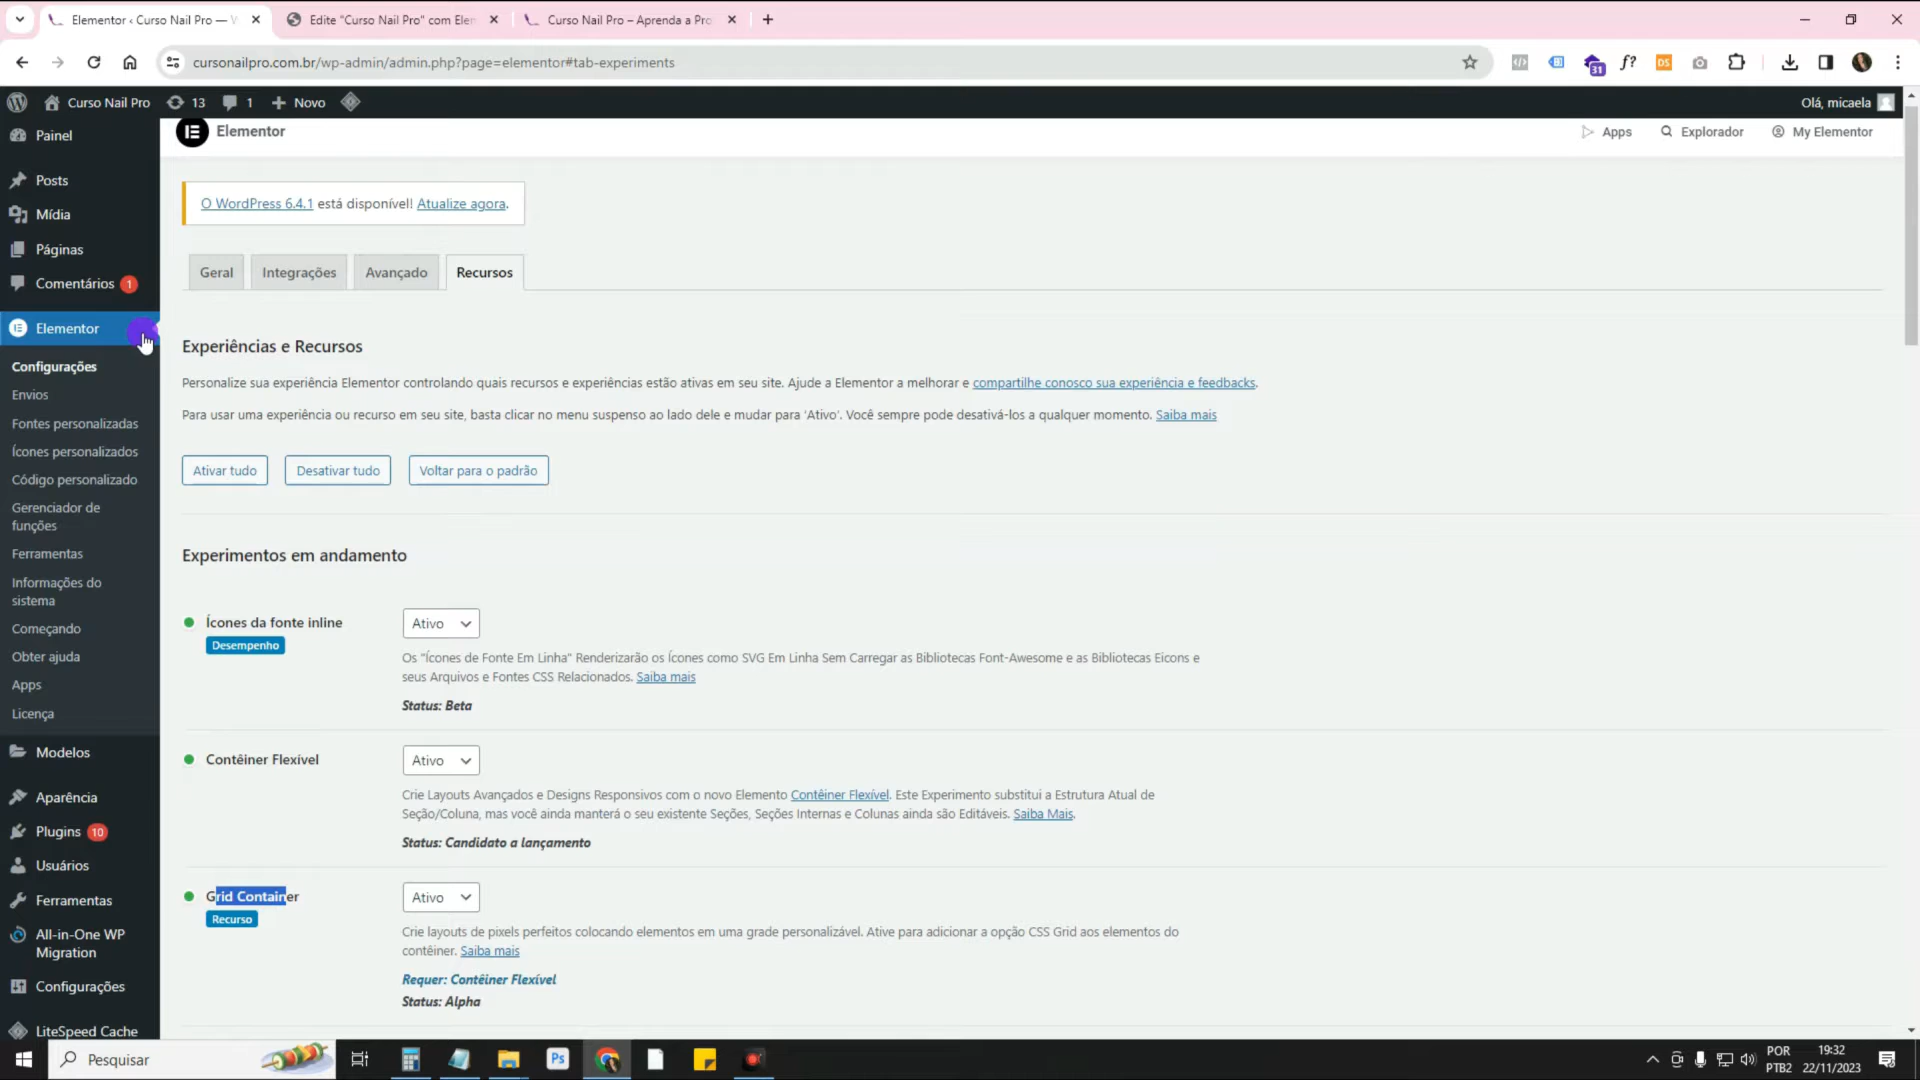 Elementor ‹ Curso Nail Pro — W
Edite "Curso Nail Pro" com Elem
Curso Nail Pro – Aprenda a Pro
cursonailpro.com.br/wp-admin/admin.php?page=elementor#tab-experiments
31
f?
DS
Curso Nail Pro
13
1
Novo
Olá, micaela
Painel
Posts
Mídia
Páginas
Comentários 1
Elementor
Configurações
Envios
Fontes personalizadas
Ícones personalizados
Código personalizado
Gerenciador de
funções
Ferramentas
Informações do
sistema
Começando
Obter ajuda
Apps
Licença
Modelos
Aparência
Plugins 10
Usuários
Ferramentas
All-in-One WP
Migration
Configurações
LiteSpeed Cache
Elementor
Apps
Explorador
My Elementor
O WordPress 6.4.1 está disponível! Atualize agora.
Geral
Integrações
Avançado
Recursos
Experiências e Recursos
Personalize sua experiência Elementor controlando quais recursos e experiências estão ativas em seu site. Ajude a Elementor a melhorar e compartilhe conosco sua experiência e feedbacks.
Para usar uma experiência ou recurso em seu site, basta clicar no menu suspenso ao lado dele e mudar para 'Ativo'. Você sempre pode desativá-los a qualquer momento. Saiba mais
Ativar tudo
Desativar tudo
Voltar para o padrão
Experimentos em andamento
Ícones da fonte inline
Desempenho
Ativo
Os "Ícones de Fonte Em Linha" Renderizarão os Ícones como SVG Em Linha Sem Carregar as Bibliotecas Font-Awesome e as Bibliotecas Eicons e
seus Arquivos e Fontes CSS Relacionados. Saiba mais
Status: Beta
Contêiner Flexível
Ativo
Crie Layouts Avançados e Designs Responsivos com o novo Elemento Contêiner Flexível. Este Experimento substitui a Estrutura Atual de
Seção/Coluna, mas você ainda manterá o seu existente Seções, Seções Internas e Colunas ainda são Editáveis. Saiba Mais.
Status: Candidato a lançamento
Grid Container
Recurso
Ativo
Crie layouts de pixels perfeitos colocando elementos em uma grade personalizável. Ative para adicionar a opção CSS Grid aos elementos do
contêiner. Saiba mais
Requer: Contêiner Flexível
Status: Alpha
Pesquisar
Ps
POR
PTB2
19:32
22/11/2023